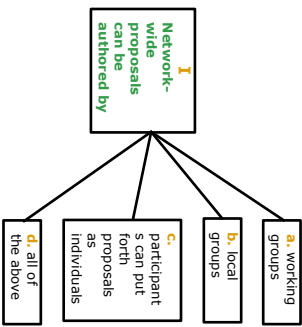 I
Network-
wide
proposals
can be
authored by
a. working
groups
b. local
groups
c.
participant
s can put
forth
proposals
as
individuals
d. all of
the above